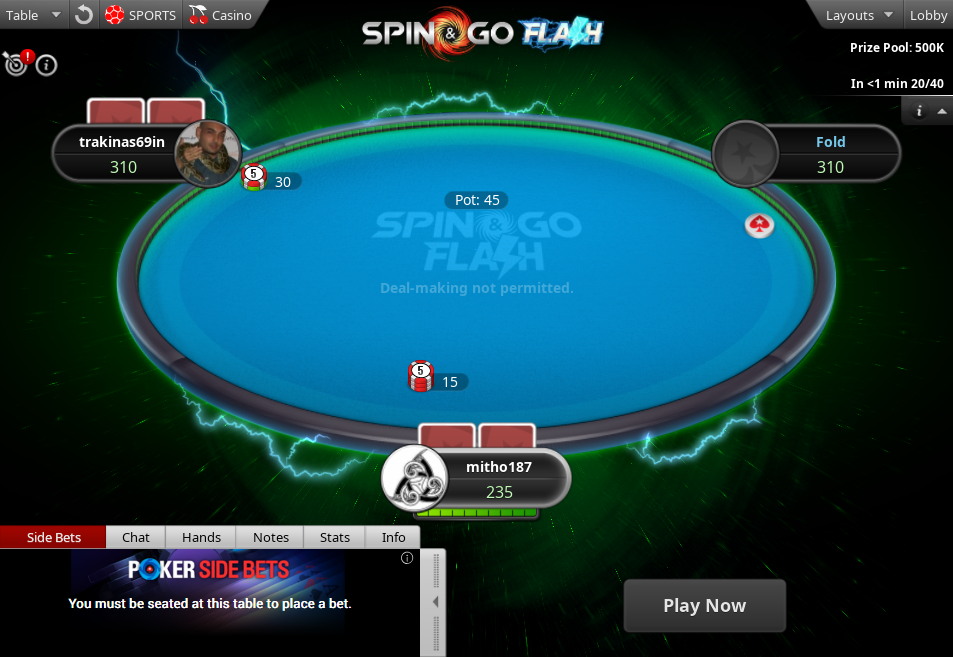 Table
SPORTS
Casino
SPIN & GO FLASH
Layouts
Lobby
Prize Pool: 500K
In <1 min 20/40
!
i
i
trakinas69in
310
Fold
310
5
30
Pot: 45
SPIN & GO
FLASH
Deal-making not permitted.
5
15
mitho187
235
Side Bets
Chat
Hands
Notes
Stats
Info
POKER SIDE BETS
i
You must be seated at this table to place a bet.
Play Now